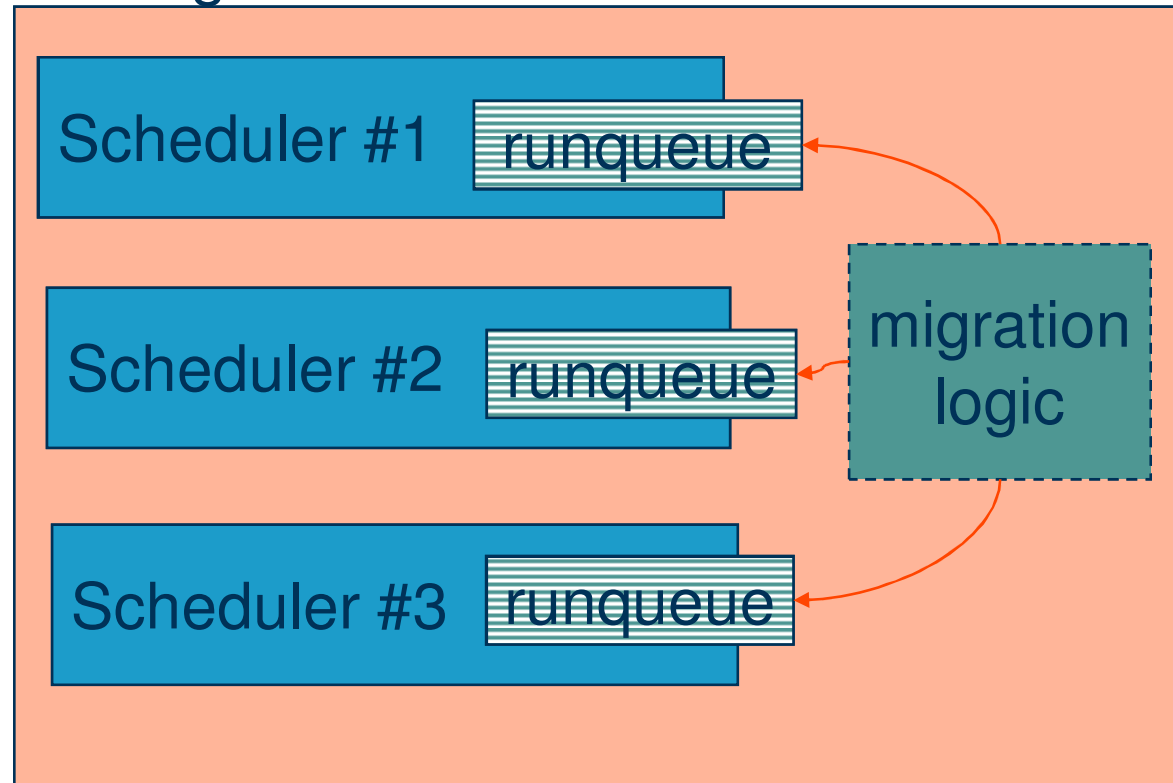 Scheduler #1
runqueue
Scheduler #2
runqueue
migration
logic
Scheduler #3
runqueue